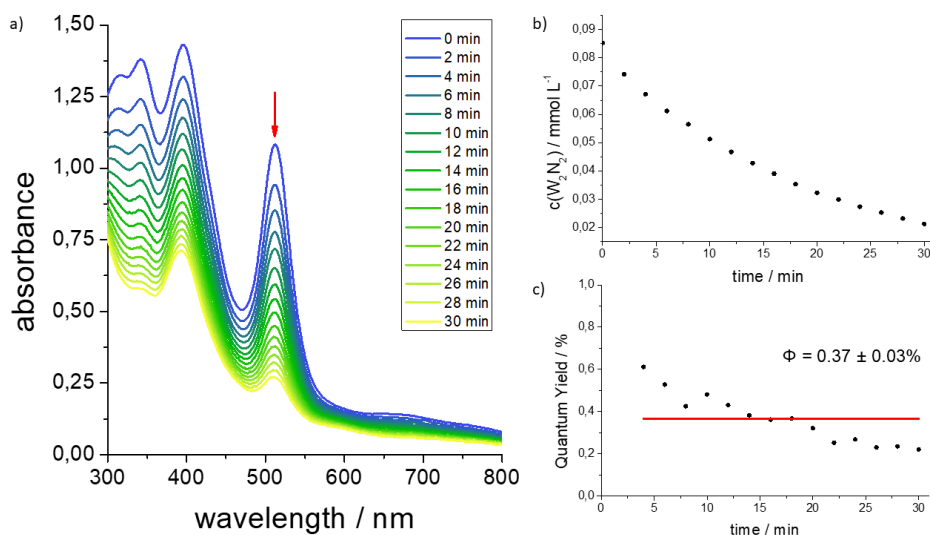 a)
1,50
1,25
1,00
0,75
0,50
0,25
0,00
absorbance
300 400 500 600 700 800
wavelength / nm
0 min
2 min
4 min
6 min
8 min
10 min
12 min
14 min
16 min
18 min
20 min
22 min
24 min
26 min
28 min
30 min
b)
0,09
0,08
0,07
0,06
0,05
0,04
0,03
0,02
c(W₂N₂) / mmol L⁻¹
0 5 10 15 20 25 30
time / min
c)
1,0
0,8
0,6
0,4
0,2
0,0
Quantum Yield / %
Φ = 0.37 ± 0.03%
0 5 10 15 20 25 30
time / min